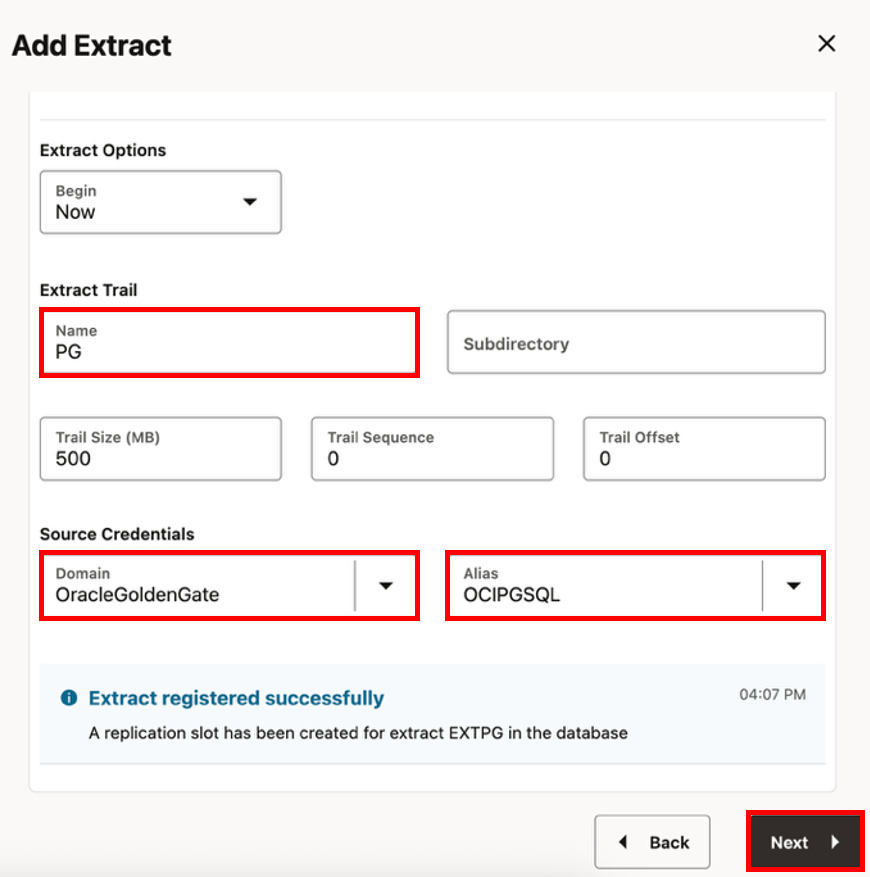 Add Extract
Extract Options
Begin
Now
Extract Trail
Name
PG
Subdirectory
Trail Size (MB)
500
Trail Sequence
0
Trail Offset
0
Source Credentials
Domain
OracleGoldenGate
Alias
OCIPGSQL
Extract registered successfully
04:07 PM
A replication slot has been created for extract EXTPG in the database
Back
Next